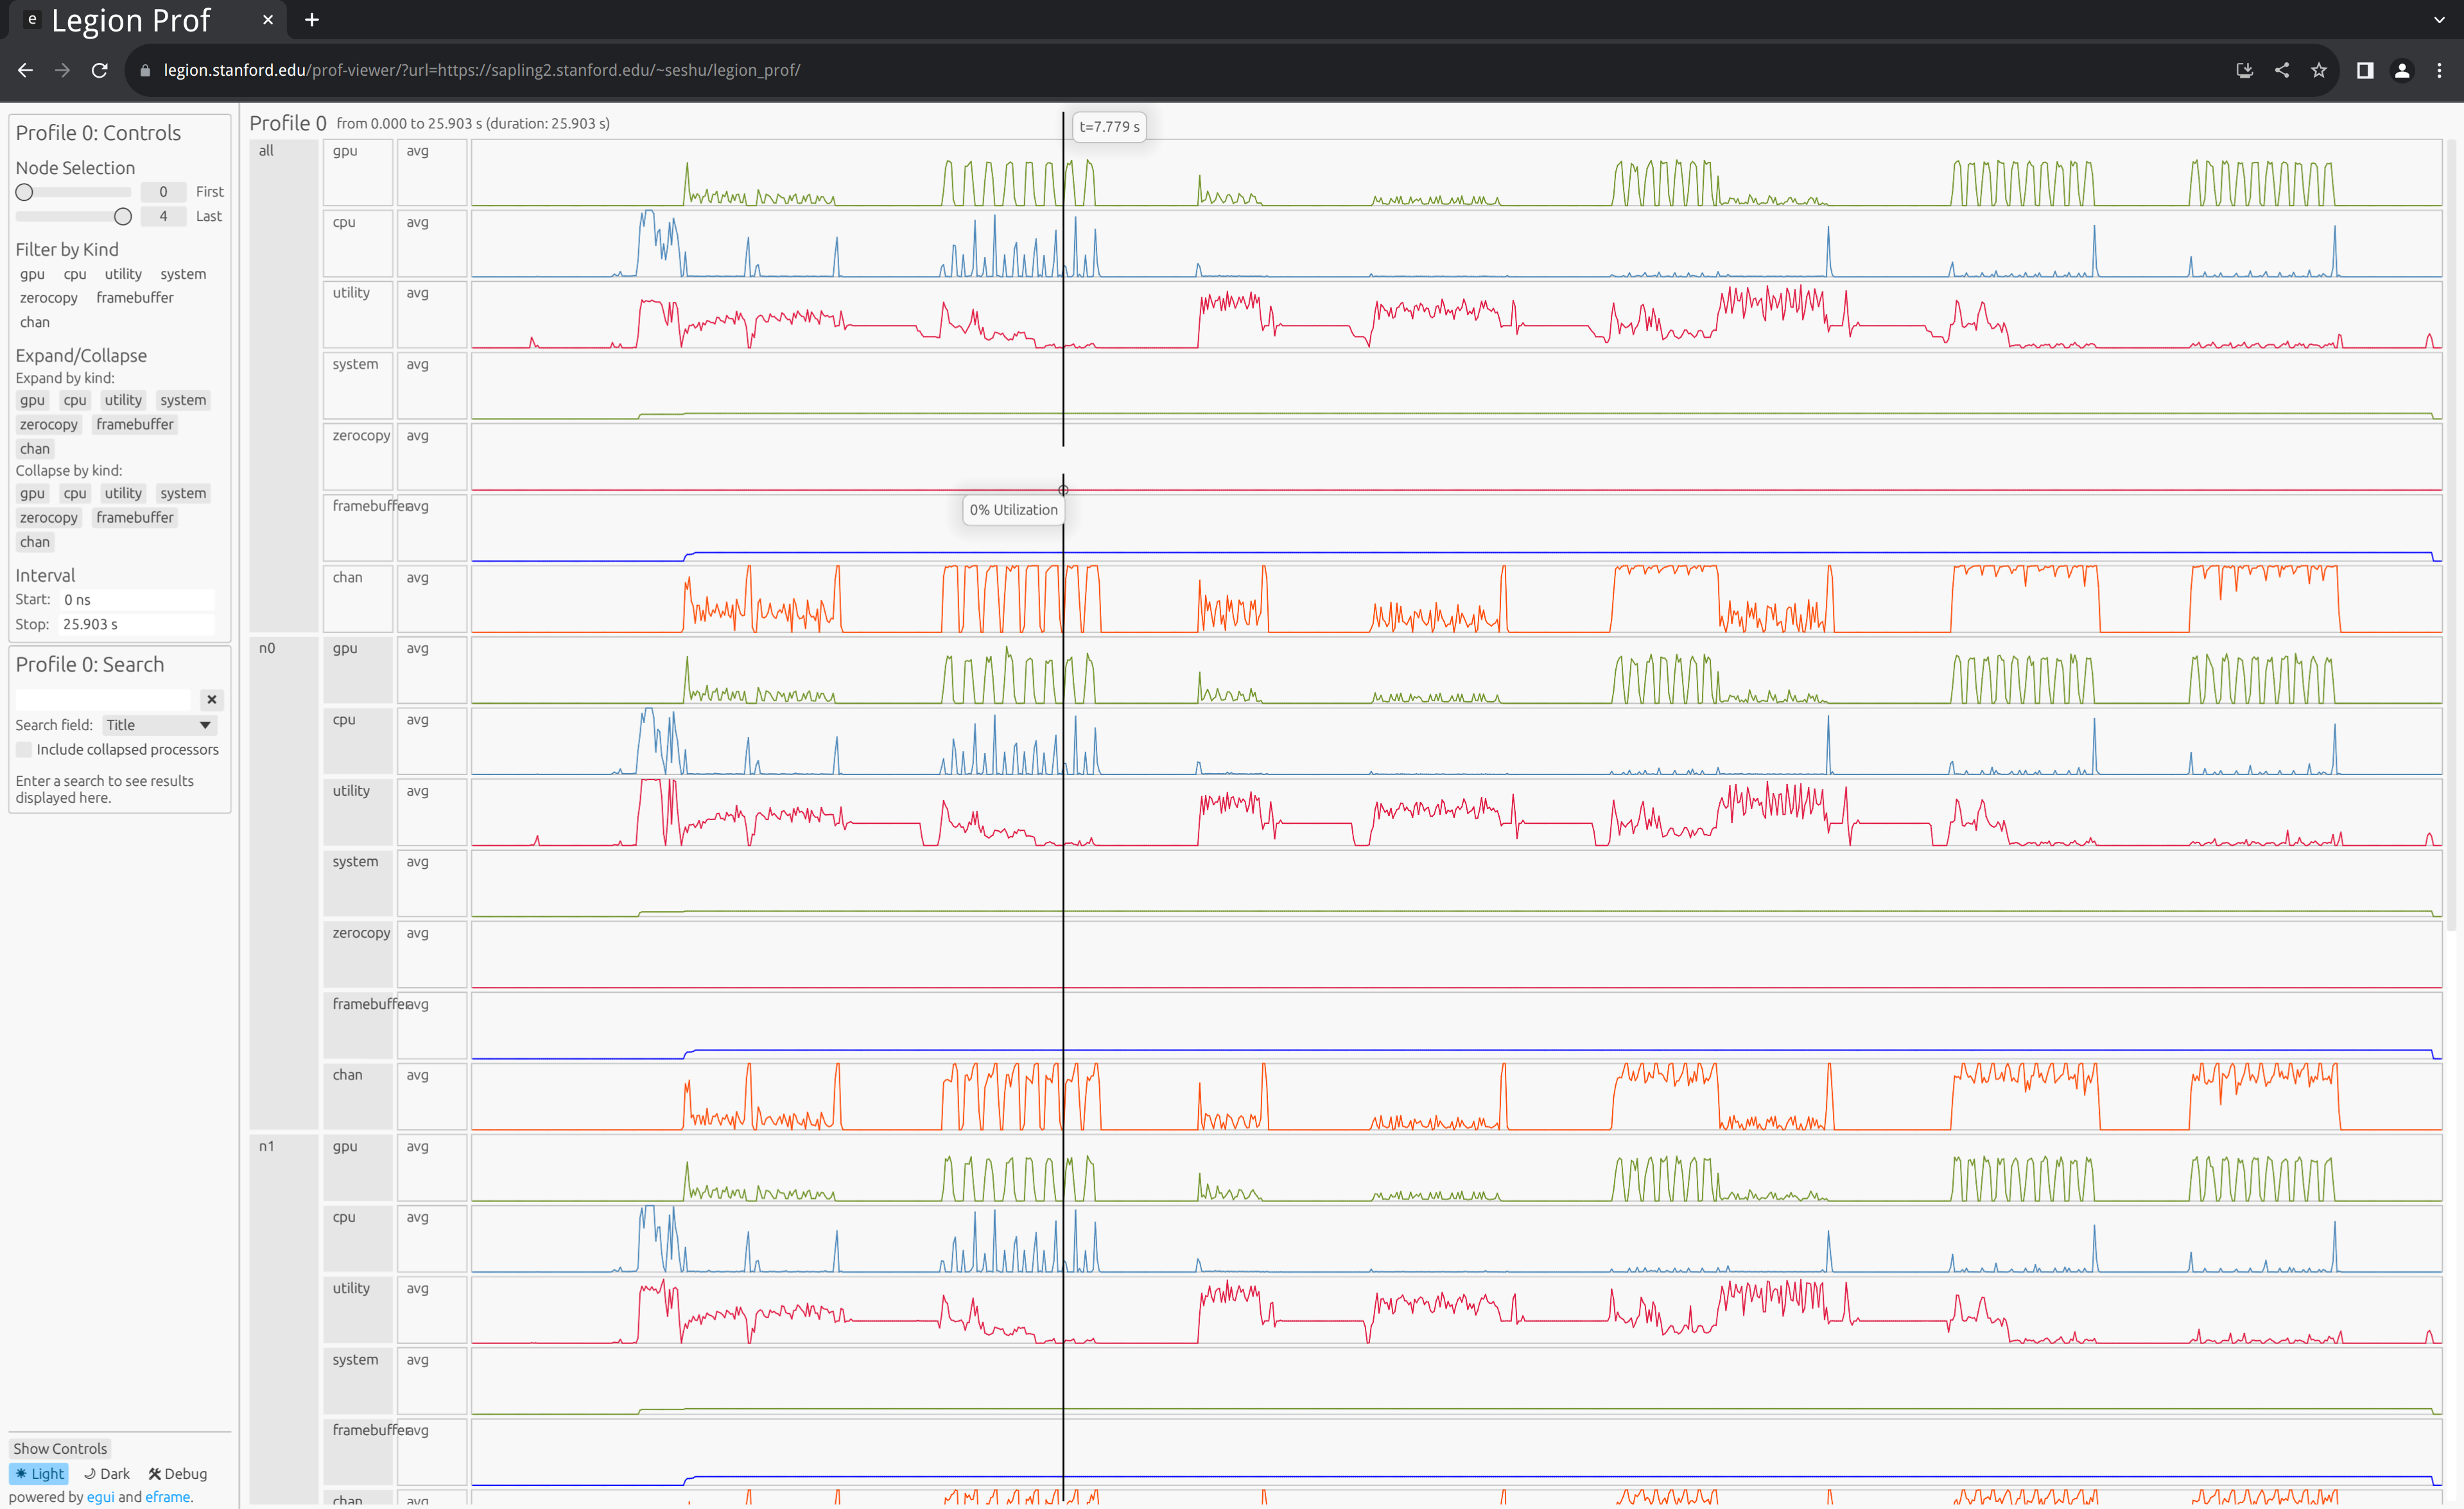 e Legion Prof
legion.stanford.edu/prof-viewer/?url=https://sapling2.stanford.edu/~seshu/legion_prof/
Profile 0: Controls
Node Selection
0 First
4 Last
Filter by Kind
gpu cpu utility system
zerocopy framebuffer
chan
Expand/Collapse
Expand by kind:
gpu cpu utility system
zerocopy framebuffer
chan
Collapse by kind:
gpu cpu utility system
zerocopy framebuffer
chan
Interval
Start: 0 ns
Stop: 25.903 s
Profile 0: Search
Search field: Title
Include collapsed processors
Enter a search to see results
displayed here.
Show Controls
Light Dark Debug
powered by egui and eframe.
Profile 0 from 0.000 to 25.903 s (duration: 25.903 s)
t=7.779 s
all gpu avg
cpu avg
utility avg
system avg
zerocopy avg
framebuffer avg
0% Utilization
chan avg
n0 gpu avg
cpu avg
utility avg
system avg
zerocopy avg
framebuffer avg
chan avg
n1 gpu avg
cpu avg
utility avg
system avg
framebuffer avg
chan avg